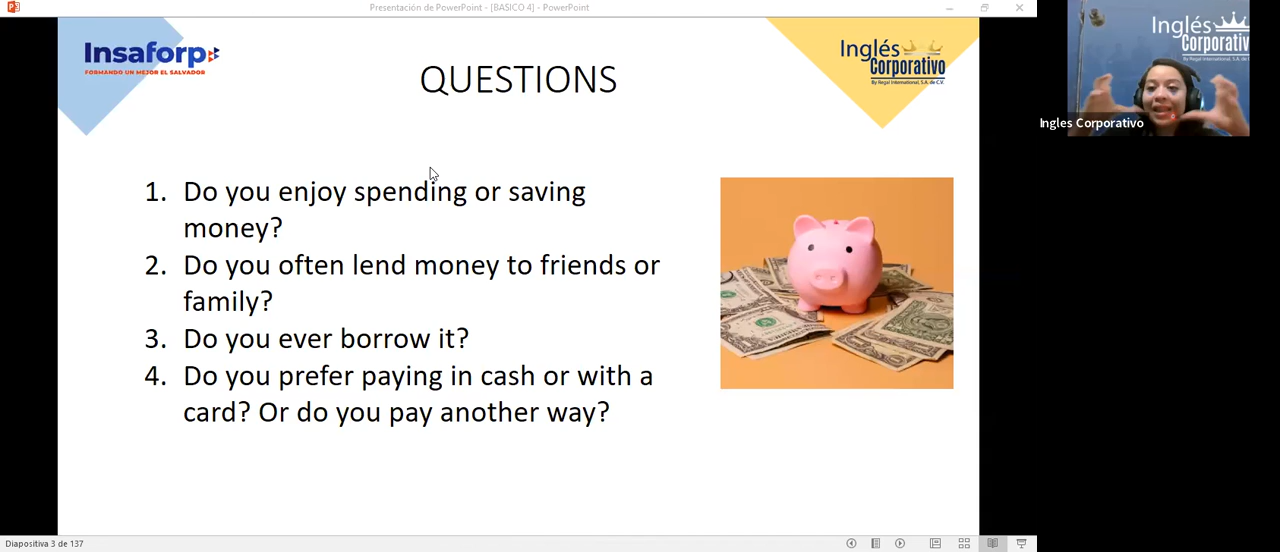 Presentación de PowerPoint - [BASICO 4] - PowerPoint
Insaforp
FORMANDO UN MEJOR EL SALVADOR
QUESTIONS
Inglés
Corporativo
By Regal International, S.A. de C.V.
1. Do you enjoy spending or saving
money?
2. Do you often lend money to friends or
family?
3. Do you ever borrow it?
4. Do you prefer paying in cash or with a
card? Or do you pay another way?
Inglés
Corporativo
Ingles Corporativo
Diapositiva 3 de 137